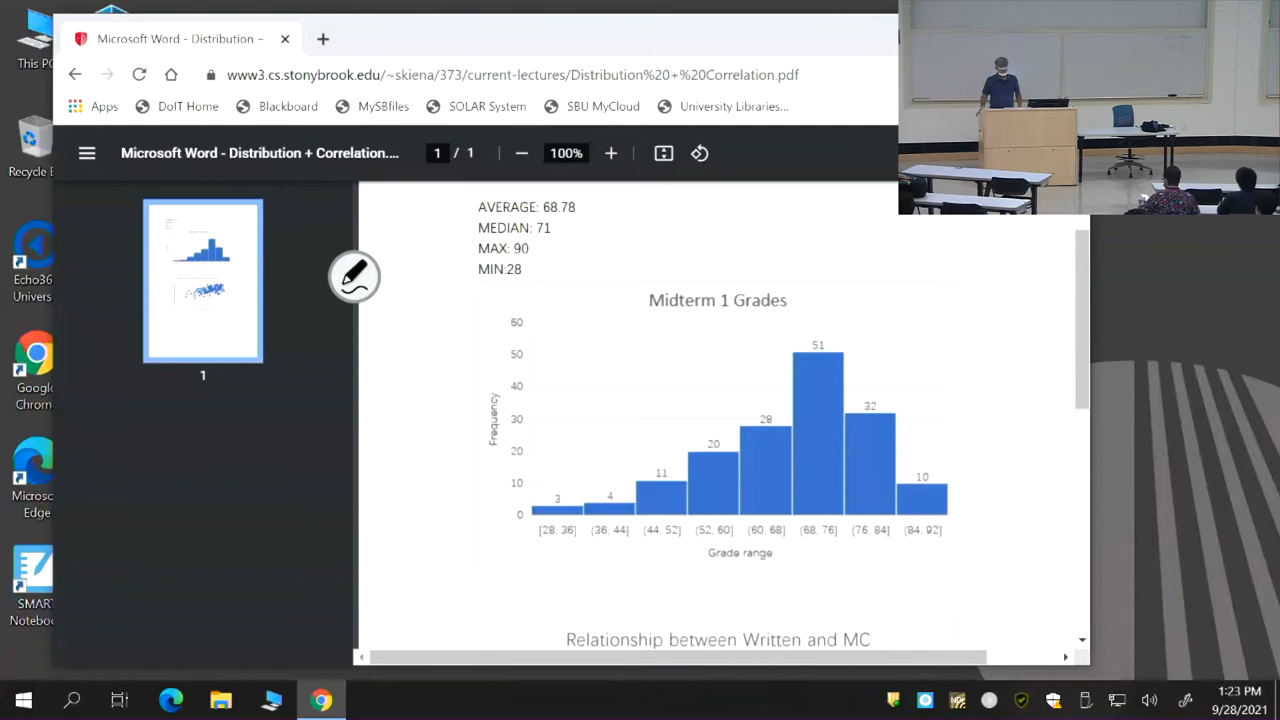 This PC
Microsoft Word - Distribution -
www3.cs.stonybrook.edu/~skiena/373/current-lectures/Distribution%20+%20Correlation.pdf
Apps DoIT Home Blackboard MySBfiles SOLAR System SBU MyCloud University Libraries...
Recycle B
Microsoft Word - Distribution + Correlation....
1 / 1
100%
AVERAGE: 68.78
MEDIAN: 71
MAX: 90
MIN:28
Echo36
Univers
Midterm 1 Grades
Frequency
60
50
40
30
20
10
0
3
4
11
20
28
51
32
10
[28, 36] (36, 44] (44, 52] (52, 60] (60, 68] (68, 76] (76, 84] (84, 92]
Grade range
1
Google
Chrom
Micros
Edge
SMAR
Notebo
Relationship between Written and MC
1:23 PM
9/28/2021